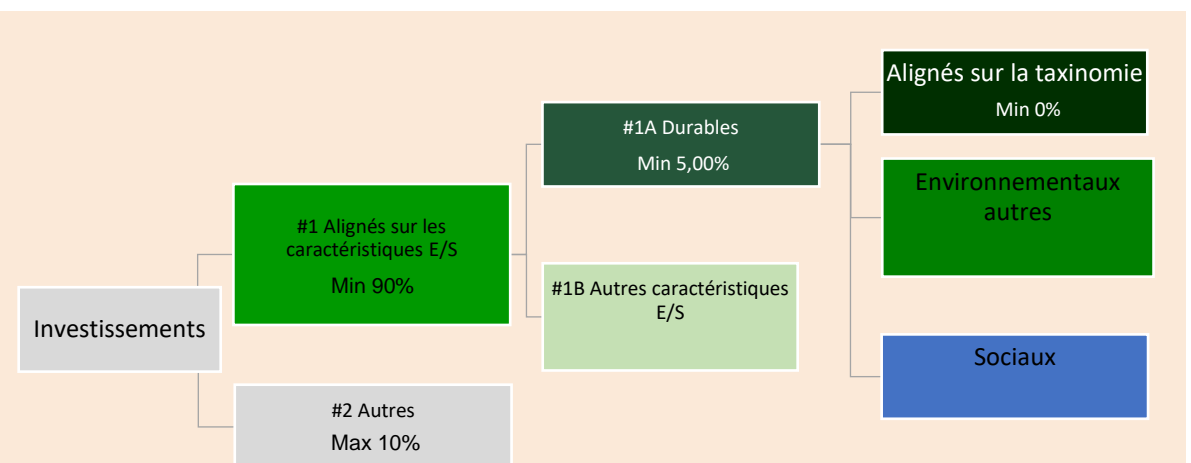 Investissements
#1 Alignés sur les
caractéristiques E/S
Min 90%
#2 Autres
Max 10%
#1A Durables
Min 5,00%
#1B Autres caractéristiques
E/S
Alignés sur la taxinomie
Min 0%
Environnementaux
autres
Sociaux